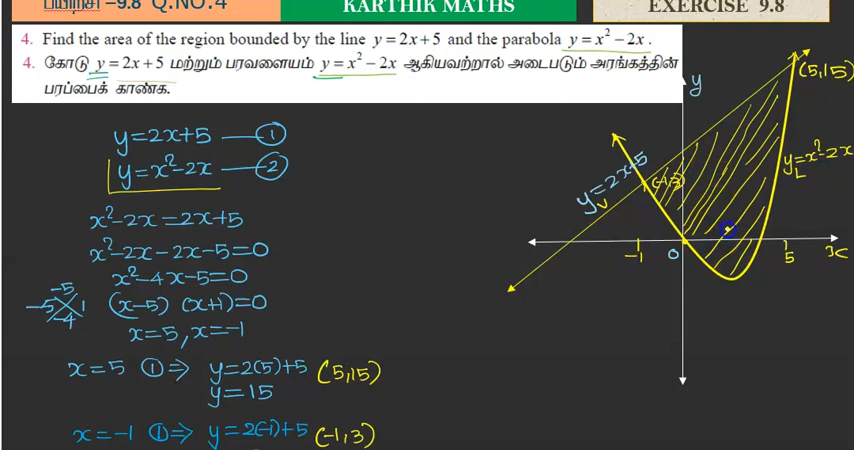 பயிற்சி –9.8 Q.NO.4
KARTHIK MATHS
EXERCISE 9.8
4. Find the area of the region bounded by the line y = 2x+5 and the parabola y = x² − 2x .
4. கோடு y = 2x+5 மற்றும் பரவளையம் y = x² − 2x ஆகியவற்றால் அடைபடும் அரங்கத்தின்
பரப்பைக் காண்க.
y=2x+5 —①
y=x²-2x —②
x²-2x=2x+5
x²-2x-2x-5=0
x²-4x-5=0
-5
-5 1
-4
(x-5) (x+1)=0
x=5, x=-1
x=5 ①⇒ y=2(5)+5 (5,15)
y=15
x=-1 ①⇒ y=2(-1)+5 (-1,3)
y
(5,15)
y=2x+5
U
(-1,3)
y=x²-2x
L
-1
0
5
x